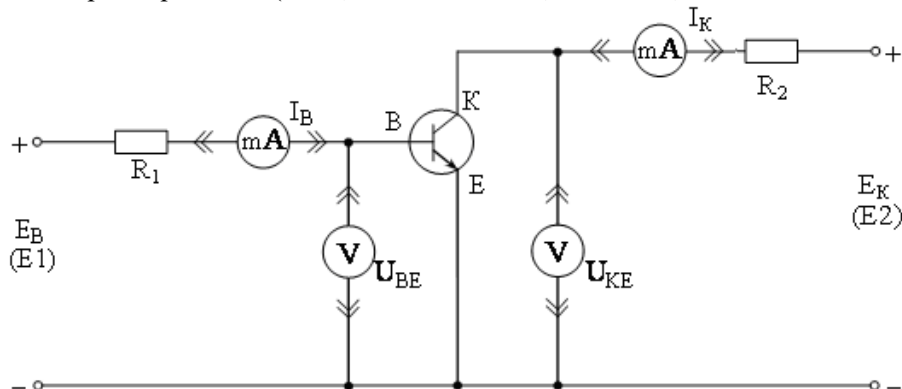 I_K
mA
+
R_2
K
B
I_B
+
mA
R_1
E
E_B
(E1)
V
U_BE
V
U_KE
E_K
(E2)
−
−